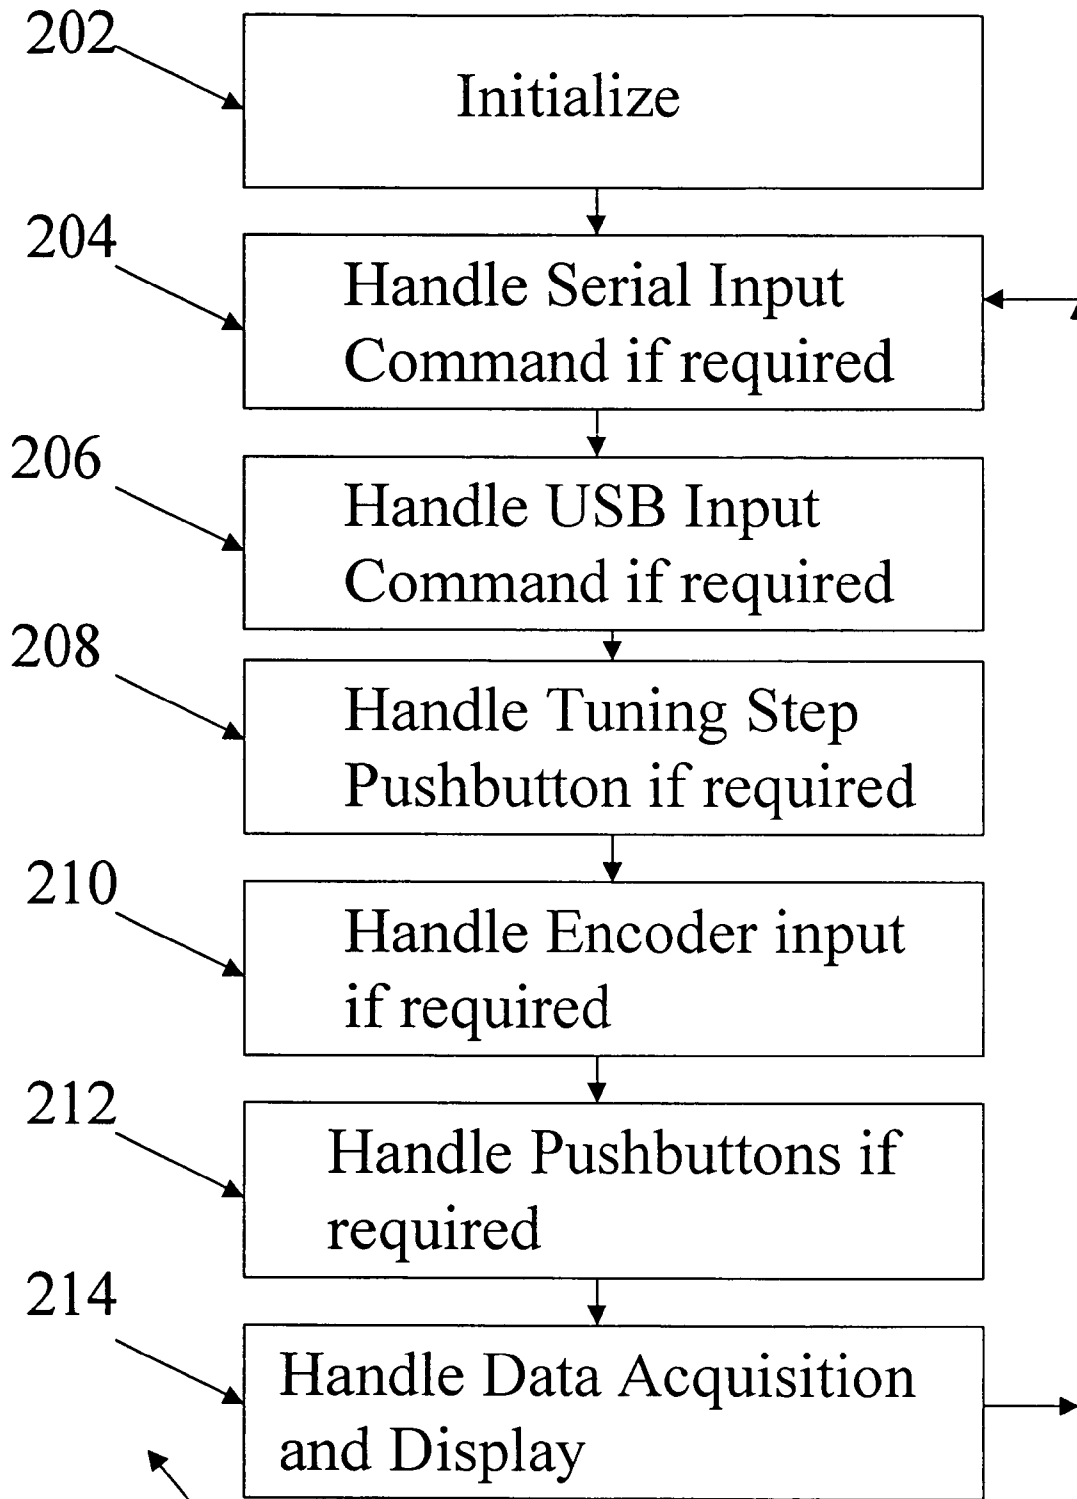 202
Initialize
204
Handle Serial Input
Command if required
206
Handle USB Input
Command if required
208
Handle Tuning Step
Pushbutton if required
210
Handle Encoder input
if required
212
Handle Pushbuttons if
required
214
Handle Data Acquisition
and Display